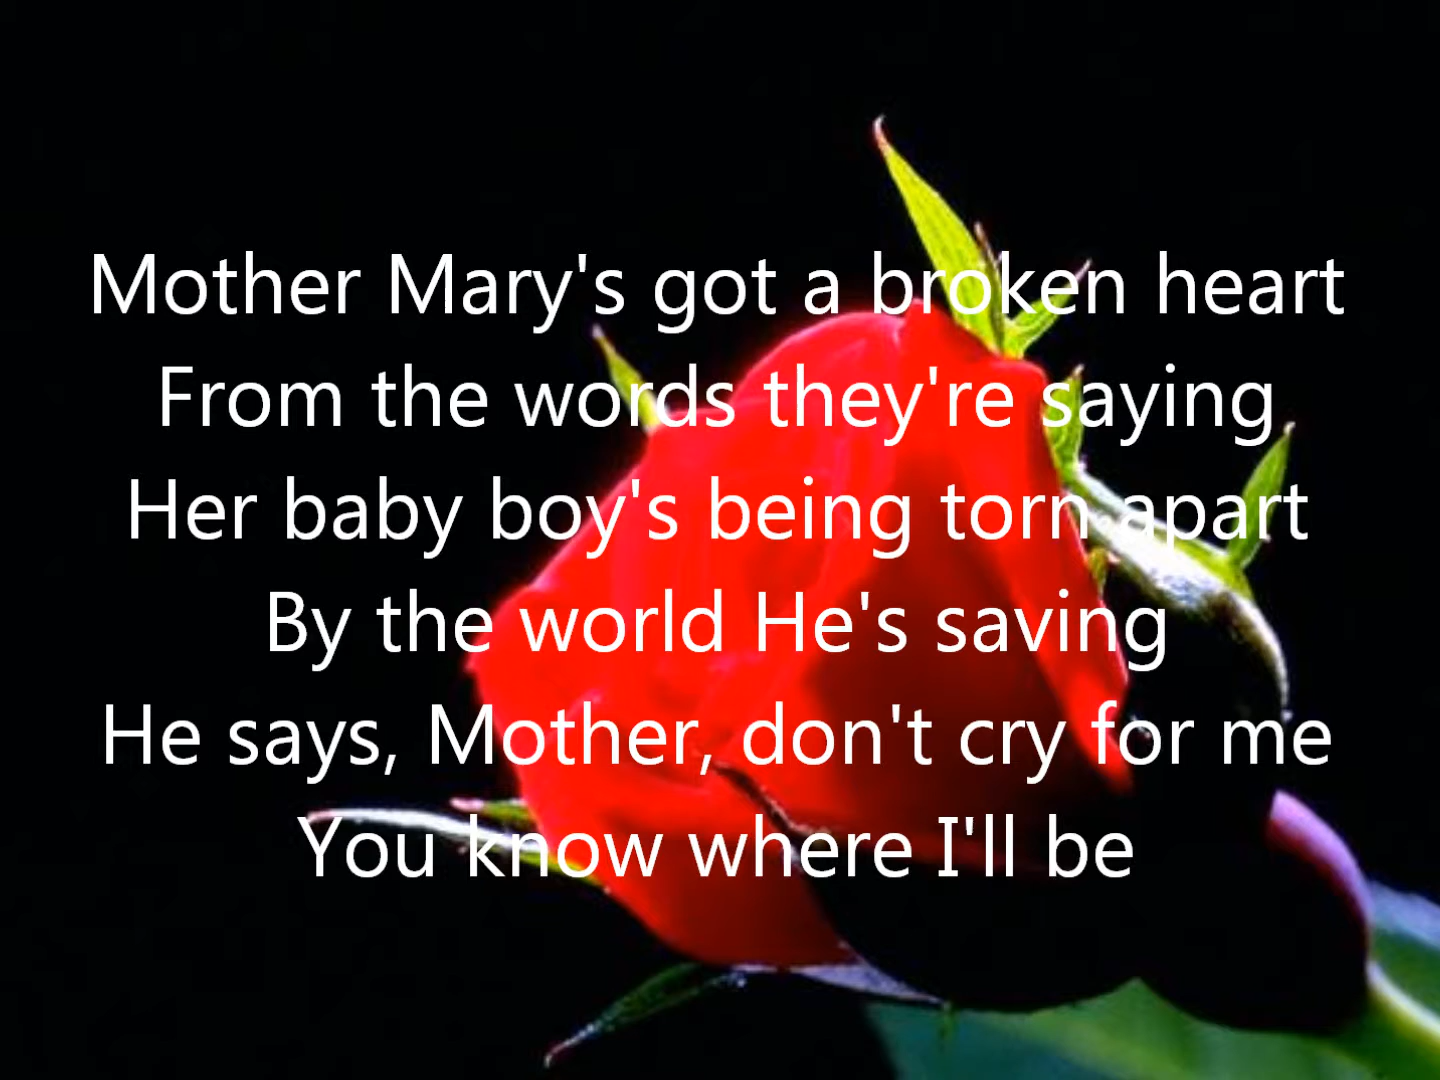 Mother Mary's got a broken heart
From the words they're saying
Her baby boy's being torn apart
By the world He's saving
He says, Mother, don't cry for me
You know where I'll be